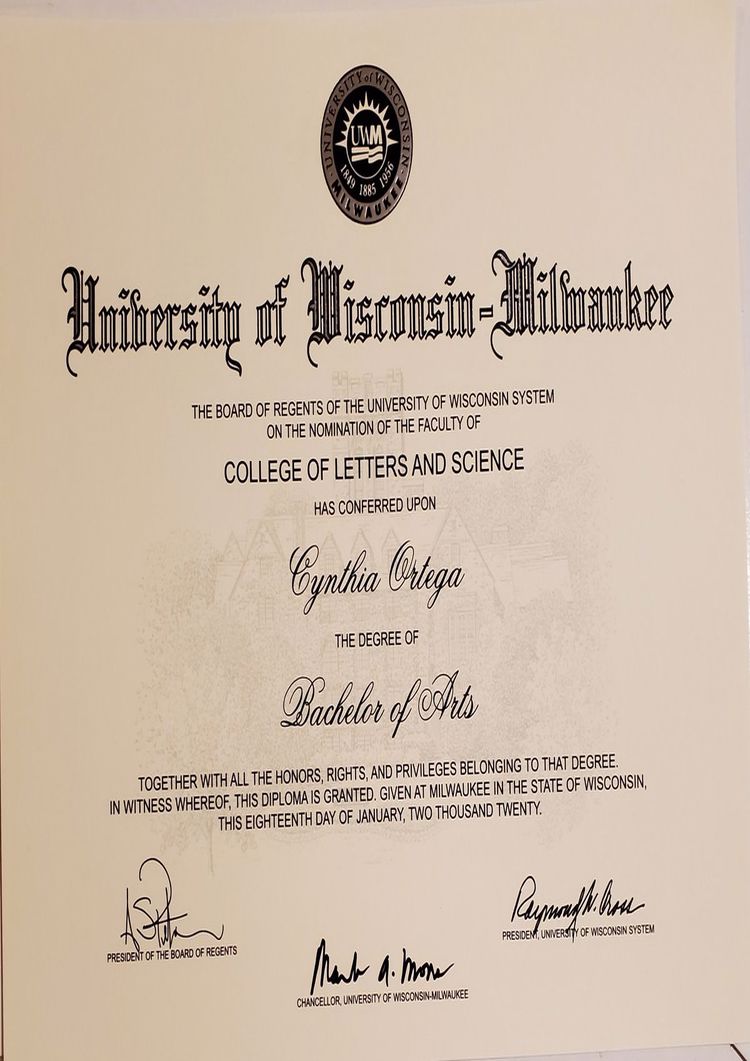 UNIVERSITY of WISCONSIN
UWM
1849 1885 1956
MILWAUKEE
University of Wisconsin-Milwaukee
THE BOARD OF REGENTS OF THE UNIVERSITY OF WISCONSIN SYSTEM
ON THE NOMINATION OF THE FACULTY OF
COLLEGE OF LETTERS AND SCIENCE
HAS CONFERRED UPON
Cynthia Ortega
THE DEGREE OF
Bachelor of Arts
TOGETHER WITH ALL THE HONORS, RIGHTS, AND PRIVILEGES BELONGING TO THAT DEGREE.
IN WITNESS WHEREOF, THIS DIPLOMA IS GRANTED. GIVEN AT MILWAUKEE IN THE STATE OF WISCONSIN,
THIS EIGHTEENTH DAY OF JANUARY, TWO THOUSAND TWENTY.
PRESIDENT OF THE BOARD OF REGENTS
Raymond W. Cross
PRESIDENT, UNIVERSITY OF WISCONSIN SYSTEM
Mark A. Mone
CHANCELLOR, UNIVERSITY OF WISCONSIN-MILWAUKEE